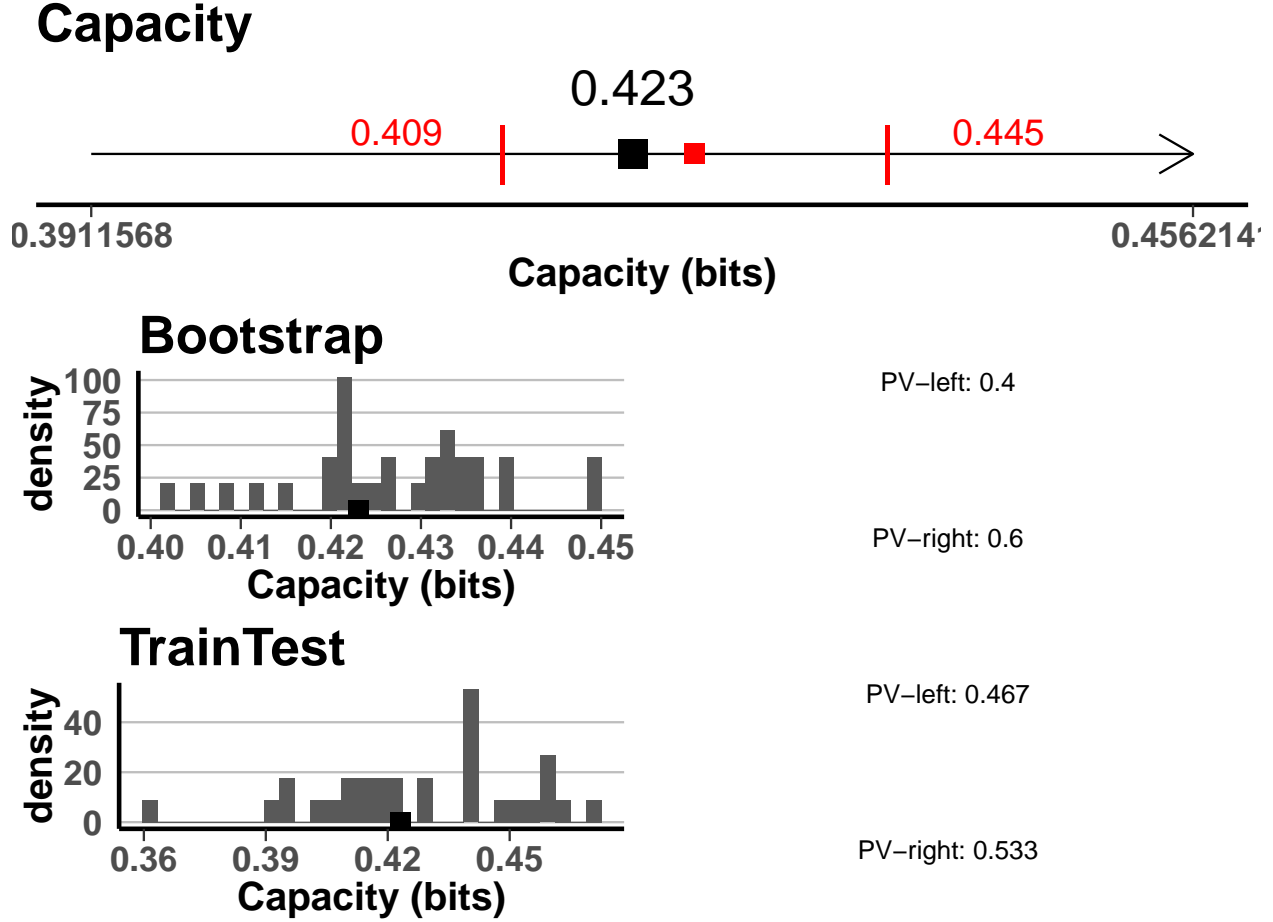 Capacity
0.423
0.409
0.445
0.3911568
0.4562141
Capacity (bits)
Bootstrap
density
100
75
50
25
0
0.40 0.41 0.42 0.43 0.44 0.45
Capacity (bits)
PV−left: 0.4
PV−right: 0.6
TrainTest
density
40
20
0
0.36 0.39 0.42 0.45
Capacity (bits)
PV−left: 0.467
PV−right: 0.533